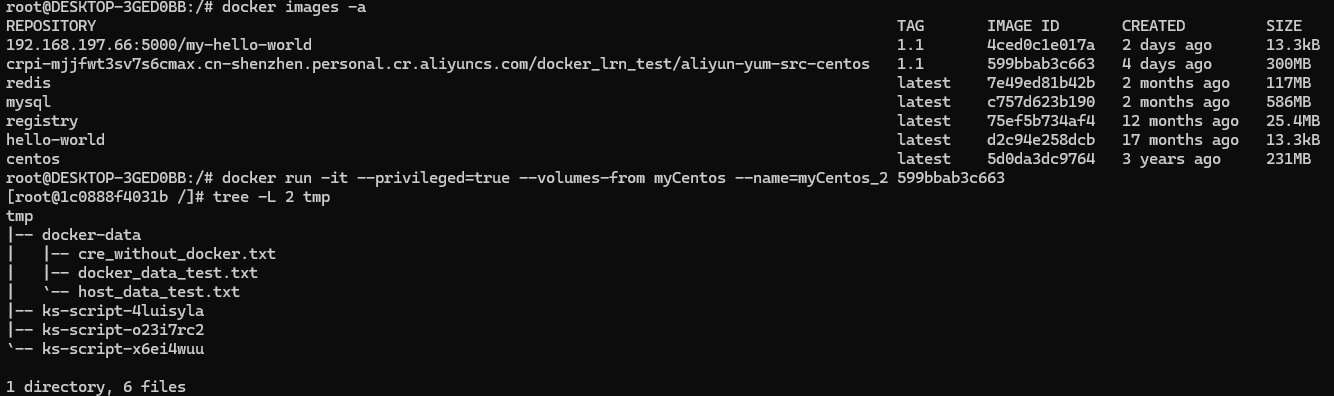 root@DESKTOP-3GED0BB:/# docker images -a
REPOSITORY TAG IMAGE ID CREATED SIZE
192.168.197.66:5000/my-hello-world 1.1 4ced0c1e017a 2 days ago 13.3kB
crpi-mjjfwt3sv7s6cmax.cn-shenzhen.personal.cr.aliyuncs.com/docker_lrn_test/aliyun-yum-src-centos 1.1 599bbab3c663 4 days ago 300MB
redis latest 7e49ed81b42b 2 months ago 117MB
mysql latest c757d623b190 2 months ago 586MB
registry latest 75ef5b734af4 12 months ago 25.4MB
hello-world latest d2c94e258dcb 17 months ago 13.3kB
centos latest 5d0da3dc9764 3 years ago 231MB
root@DESKTOP-3GED0BB:/# docker run -it --privileged=true --volumes-from myCentos --name=myCentos_2 599bbab3c663
[root@1c0888f4031b /]# tree -L 2 tmp
tmp
|-- docker-data
|   |-- cre_without_docker.txt
|   |-- docker_data_test.txt
|   `-- host_data_test.txt
|-- ks-script-4luisyla
|-- ks-script-o23i7rc2
`-- ks-script-x6ei4wuu
1 directory, 6 files